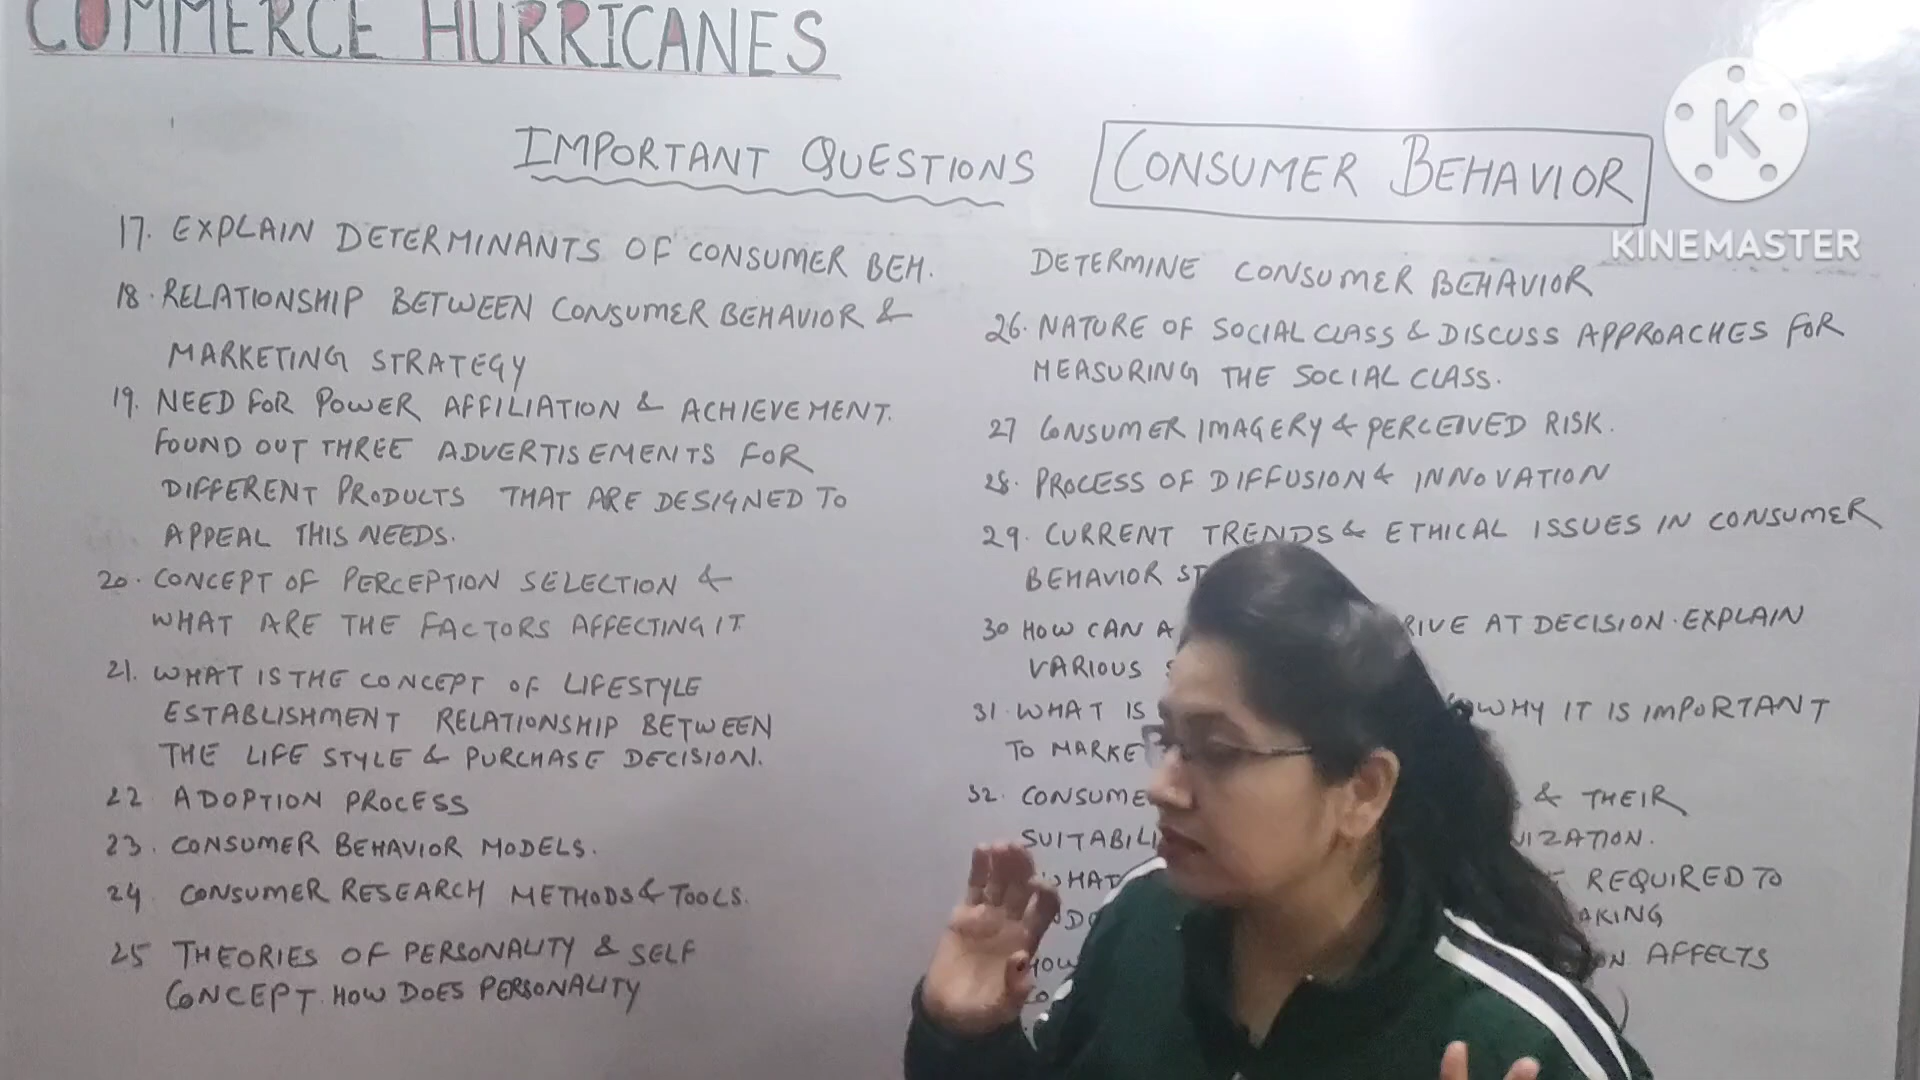 COMMERCE HURRICANES
IMPORTANT QUESTIONS
CONSUMER BEHAVIOR
K
KINEMASTER
17. EXPLAIN DETERMINANTS OF CONSUMER BEH.
18. RELATIONSHIP BETWEEN CONSUMER BEHAVIOR &
MARKETING STRATEGY
19. NEED FOR POWER AFFILIATION & ACHIEVEMENT.
FOUND OUT THREE ADVERTISEMENTS FOR
DIFFERENT PRODUCTS THAT ARE DESIGNED TO
APPEAL THIS NEEDS.
20. CONCEPT OF PERCEPTION SELECTION &
WHAT ARE THE FACTORS AFFECTING IT
21. WHAT IS THE CONCEPT OF LIFESTYLE
ESTABLISHMENT RELATIONSHIP BETWEEN
THE LIFE STYLE & PURCHASE DECISION.
22 ADOPTION PROCESS
23. CONSUMER BEHAVIOR MODELS.
24 CONSUMER RESEARCH METHODS & TOOLS.
25 THEORIES OF PERSONALITY & SELF
CONCEPT. HOW DOES PERSONALITY
DETERMINE CONSUMER BEHAVIOR
26. NATURE OF SOCIAL CLASS & DISCUSS APPROACHES FOR
MEASURING THE SOCIAL CLASS.
27 CONSUMER IMAGERY & PERCEIVED RISK.
28. PROCESS OF DIFFUSION & INNOVATION
29. CURRENT TRENDS & ETHICAL ISSUES IN CONSUMER
BEHAVIOR
30 HOW CAN A AT DECISION. EXPLAIN
VARIOUS
31. WHAT IS WHY IT IS IMPORTANT
TO
32. & THEIR
REQUIRED TO
AFFECTS